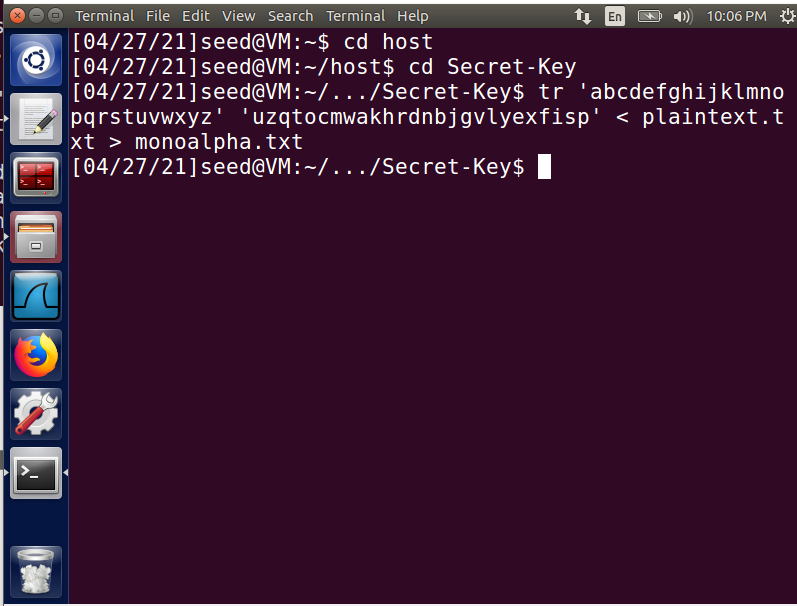 Terminal File Edit View Search Terminal Help En 10:06 PM
[04/27/21]seed@VM:~$ cd host
[04/27/21]seed@VM:~/host$ cd Secret-Key
[04/27/21]seed@VM:~/.../Secret-Key$ tr 'abcdefghijklmno
pqrstuvwxyz' 'uzqtocmwakhrdnbjgvlyexfisp' < plaintext.t
xt > monoalpha.txt
[04/27/21]seed@VM:~/.../Secret-Key$